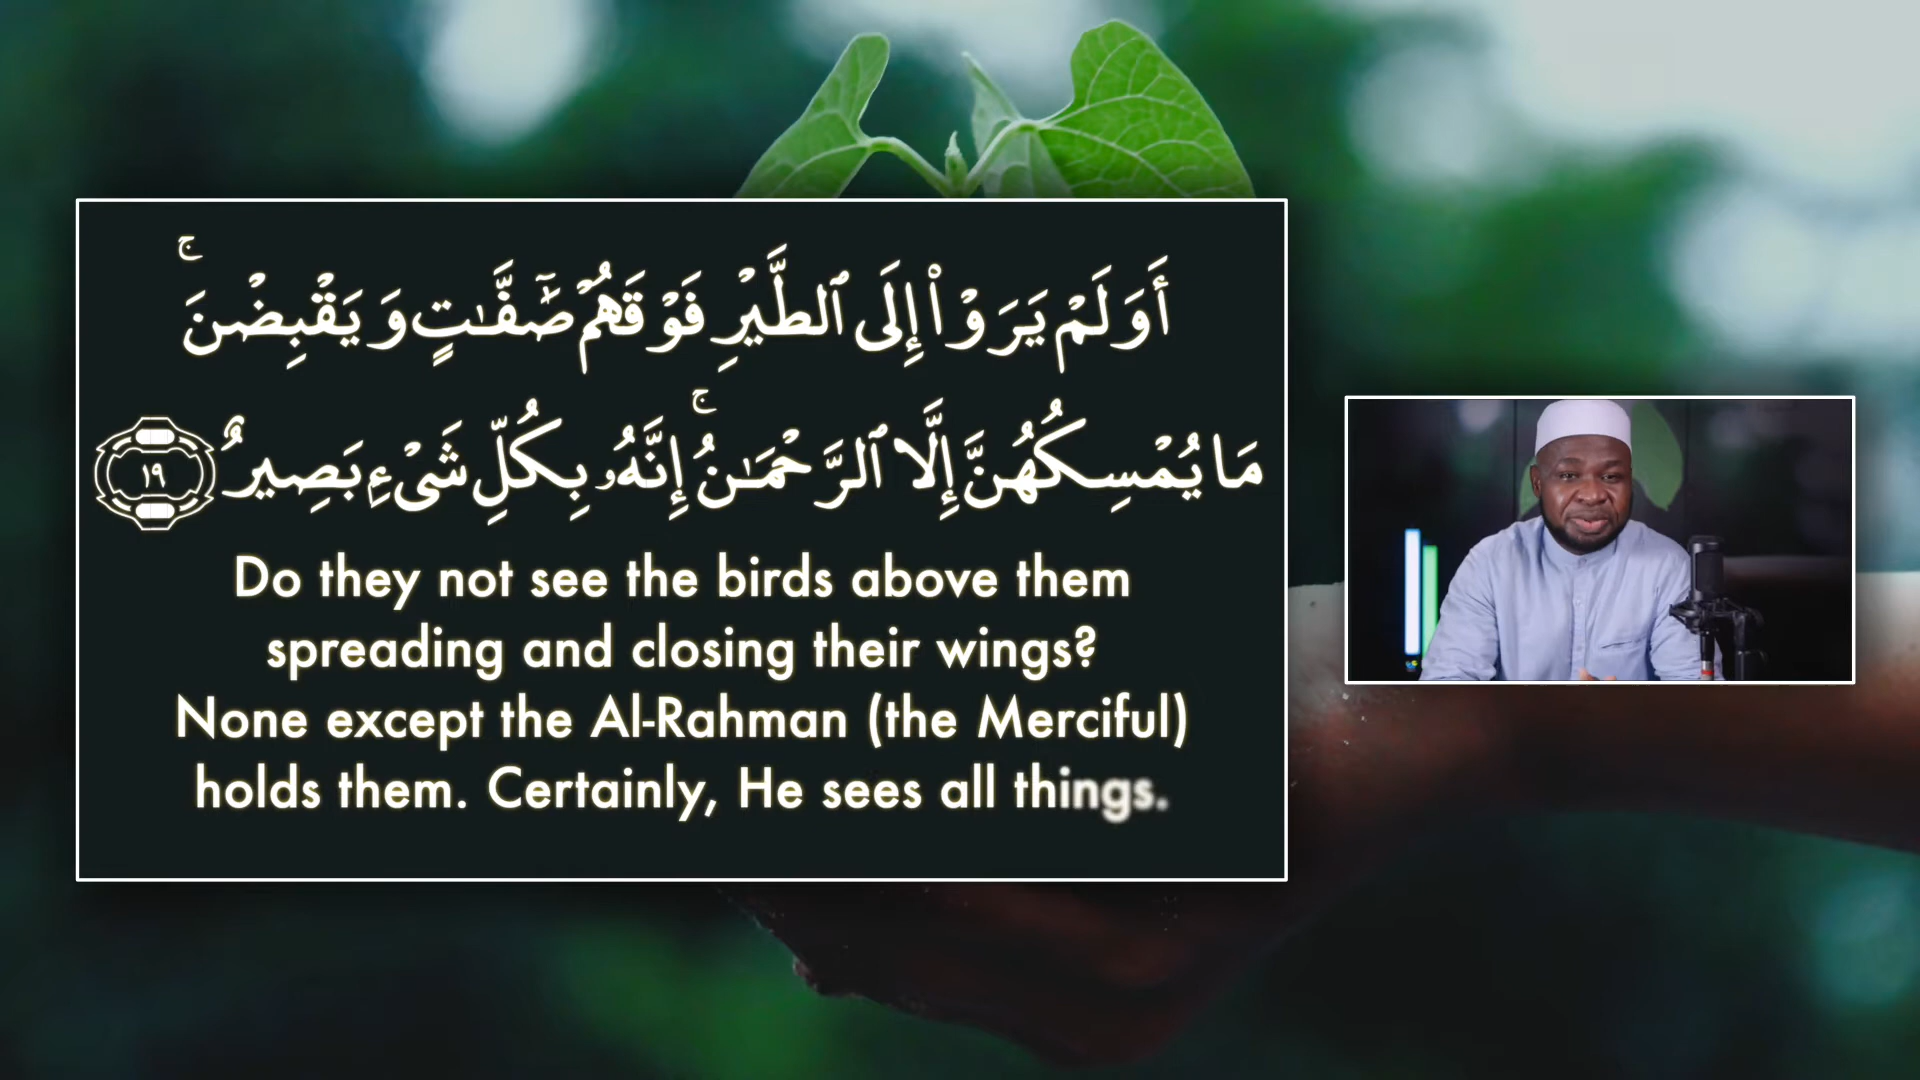 أَوَلَمْ يَرَوْا۟ إِلَى ٱلطَّيْرِ فَوْقَهُمْ صَٰٓفَّٰتٍ وَيَقْبِضْنَ ۚ
مَا يُمْسِكُهُنَّ إِلَّا ٱلرَّحْمَٰنُ ۚ إِنَّهُۥ بِكُلِّ شَىْءٍۭ بَصِيرٌ ١٩
Do they not see the birds above them
spreading and closing their wings?
None except the Al-Rahman (the Merciful)
holds them. Certainly, He sees all things.